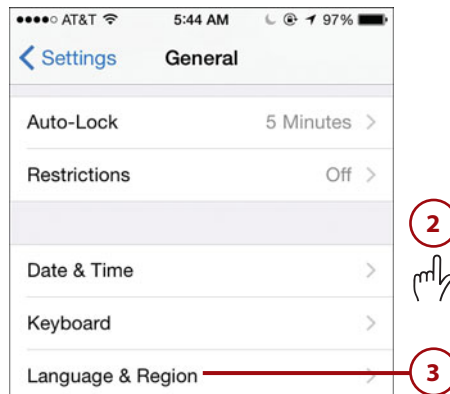 AT&T 5:44 AM 97%
Settings General
Auto-Lock 5 Minutes
Restrictions Off
2
Date & Time
Keyboard
Language & Region 3